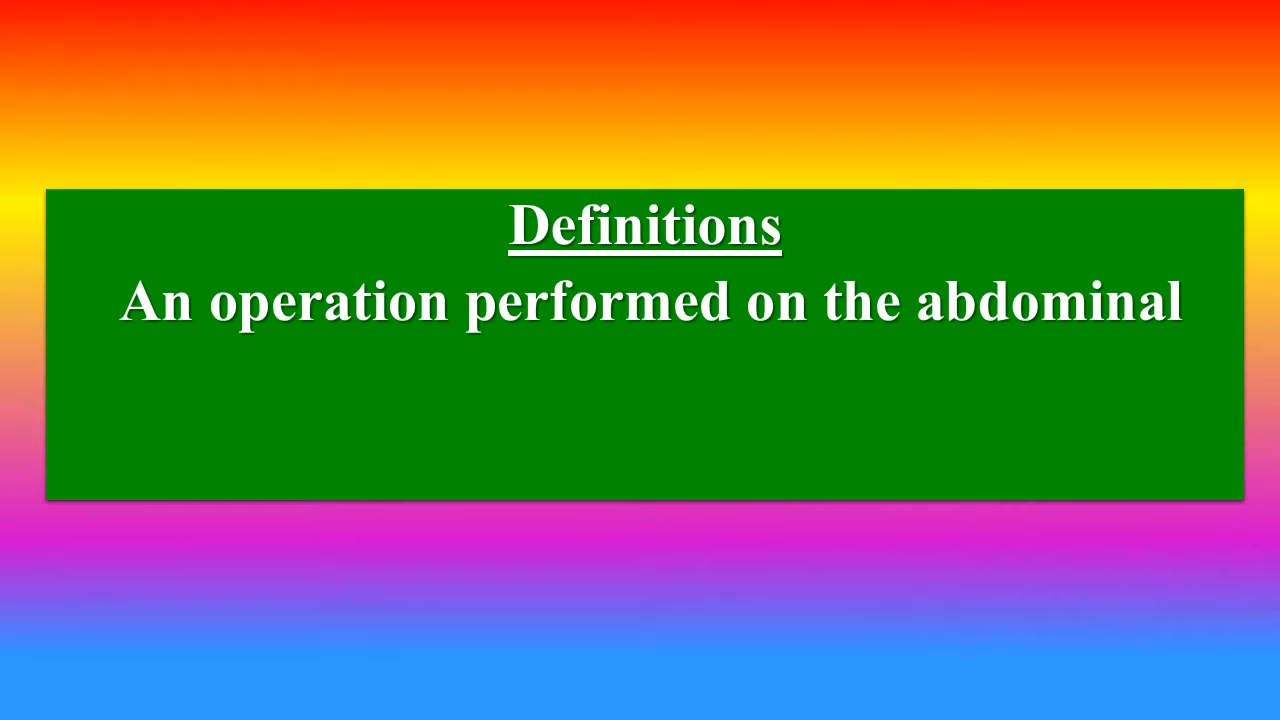 Definitions
An operation performed on the abdominal